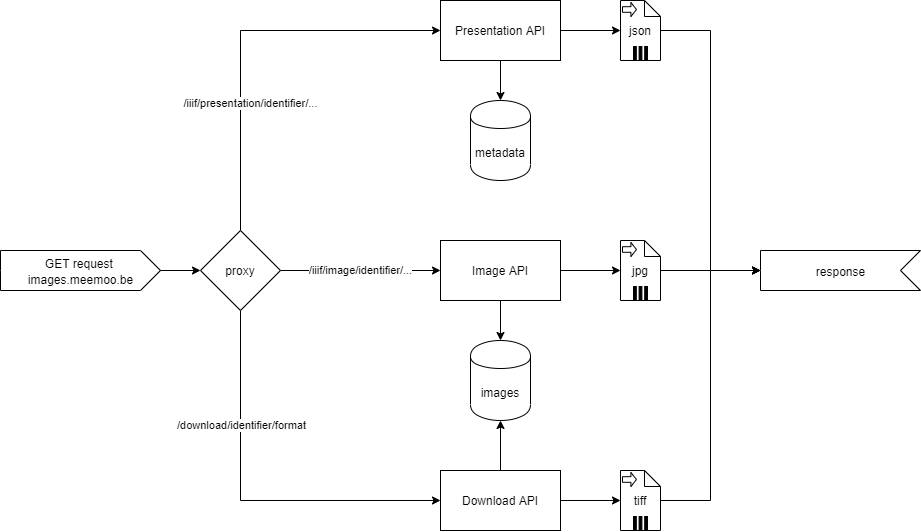 Presentation API
json
/iiif/presentation/identifier/...
metadata
GET request
images.meemoo.be
proxy
/iiif/image/identifier/...
Image API
jpg
response
images
/download/identifier/format
Download API
tiff